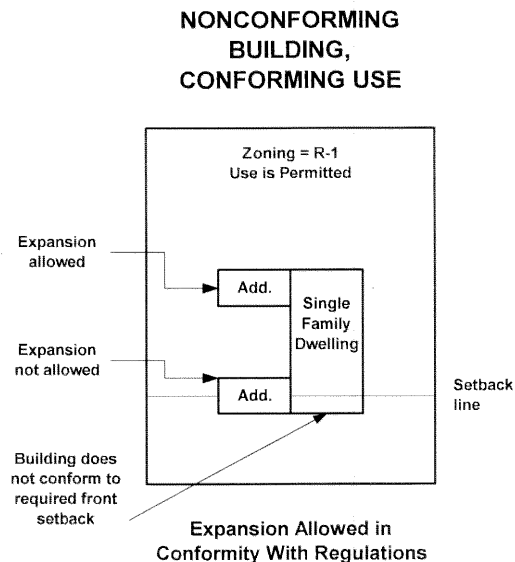 NONCONFORMING
BUILDING,
CONFORMING USE
Zoning = R-1
Use is Permitted
Expansion
allowed
Add.
Single
Family
Dwelling
Expansion
not allowed
Add.
Setback
line
Building does
not conform to
required front
setback
Expansion Allowed in
Conformity With Regulations